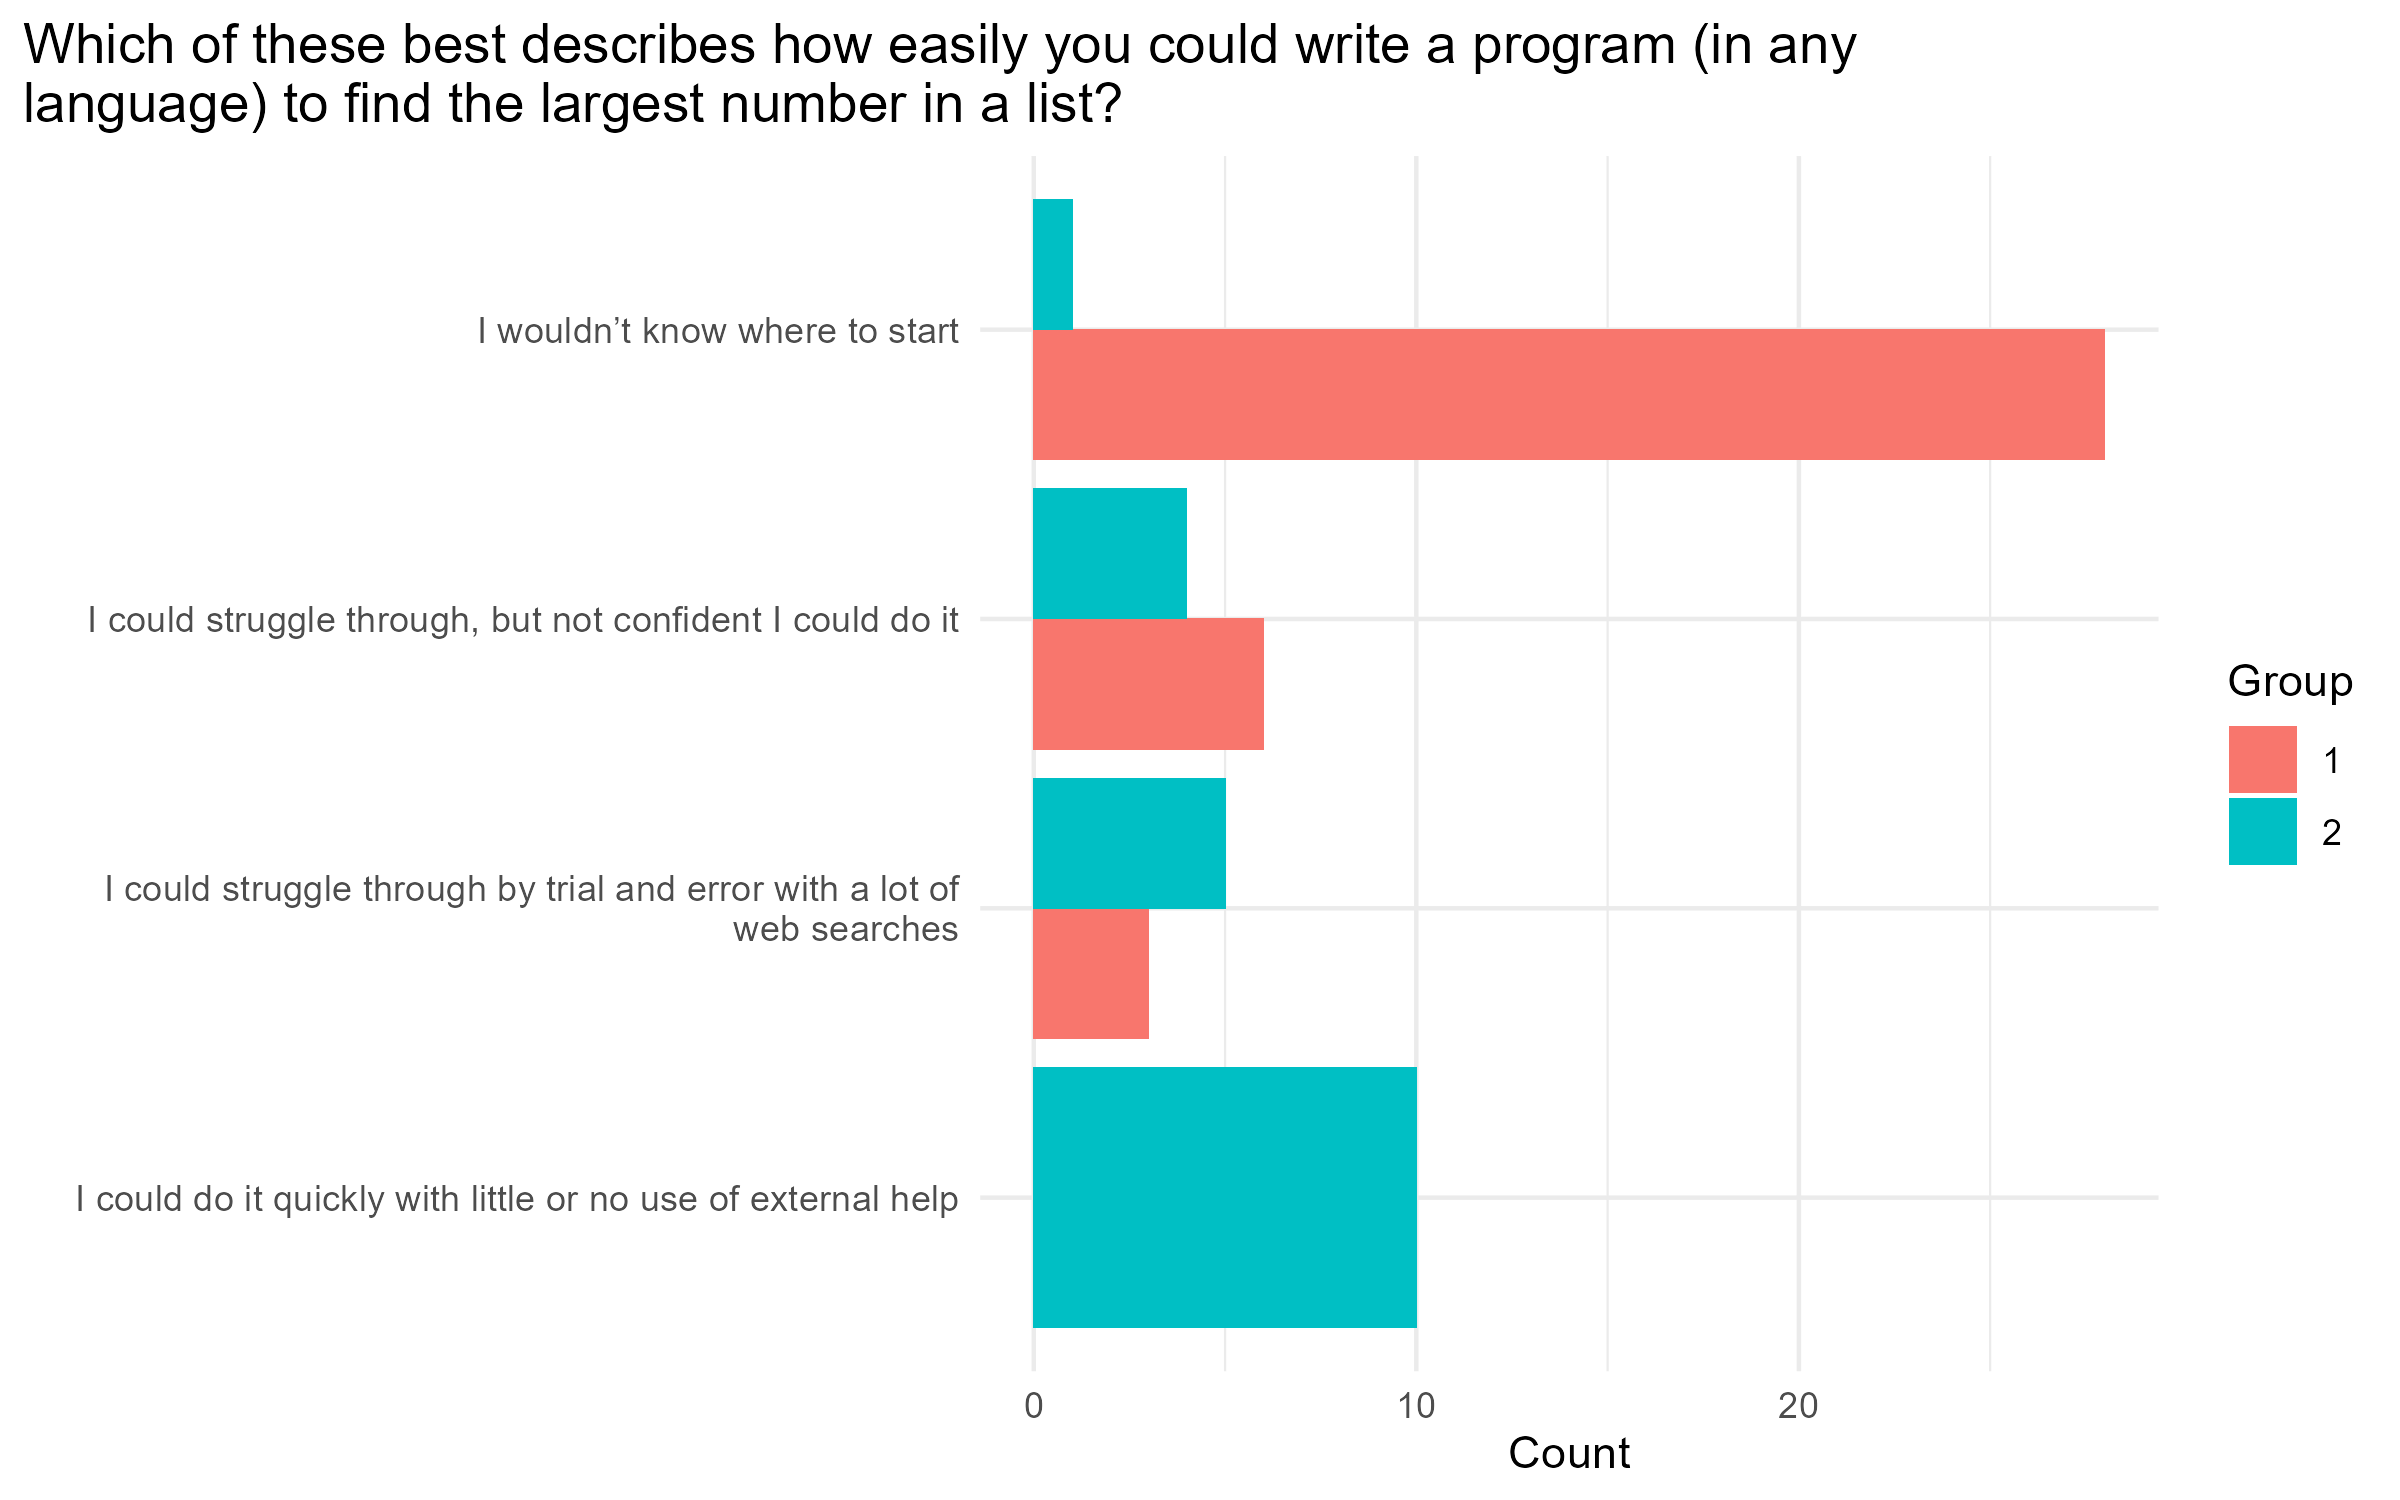 Which of these best describes how easily you could write a program (in any
language) to find the largest number in a list?
I wouldn’t know where to start
I could struggle through, but not confident I could do it
I could struggle through by trial and error with a lot of
web searches
I could do it quickly with little or no use of external help
0
10
20
Count
Group
1
2